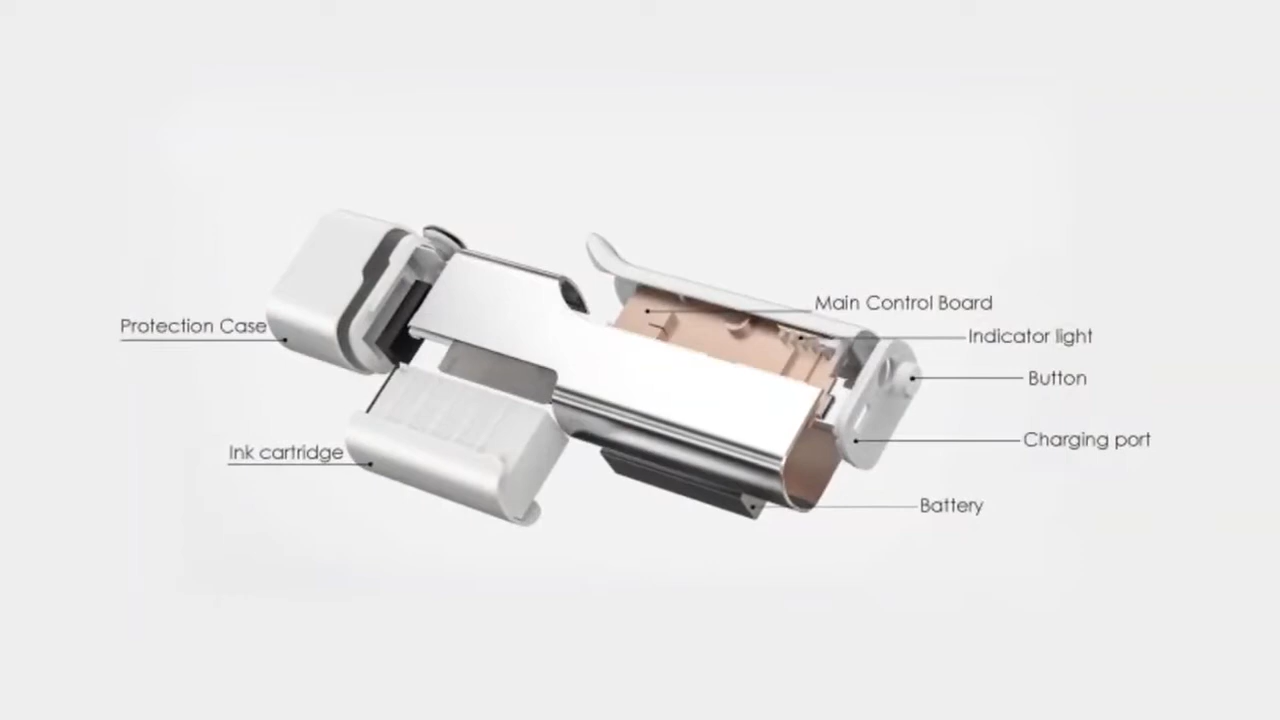 Main Control Board
Protection Case
Indicator light
Button
Charging port
Ink cartridge
Battery